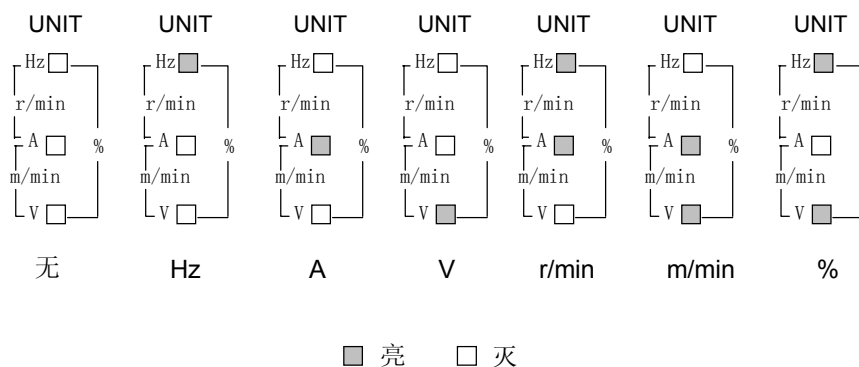 UNIT UNIT UNIT UNIT UNIT UNIT UNIT
Hz Hz Hz Hz Hz Hz Hz
r/min r/min r/min r/min r/min r/min r/min
A % A % A % A % A % A % A %
m/min m/min m/min m/min m/min m/min m/min
V V V V V V V
无 Hz A V r/min m/min %
亮 灭